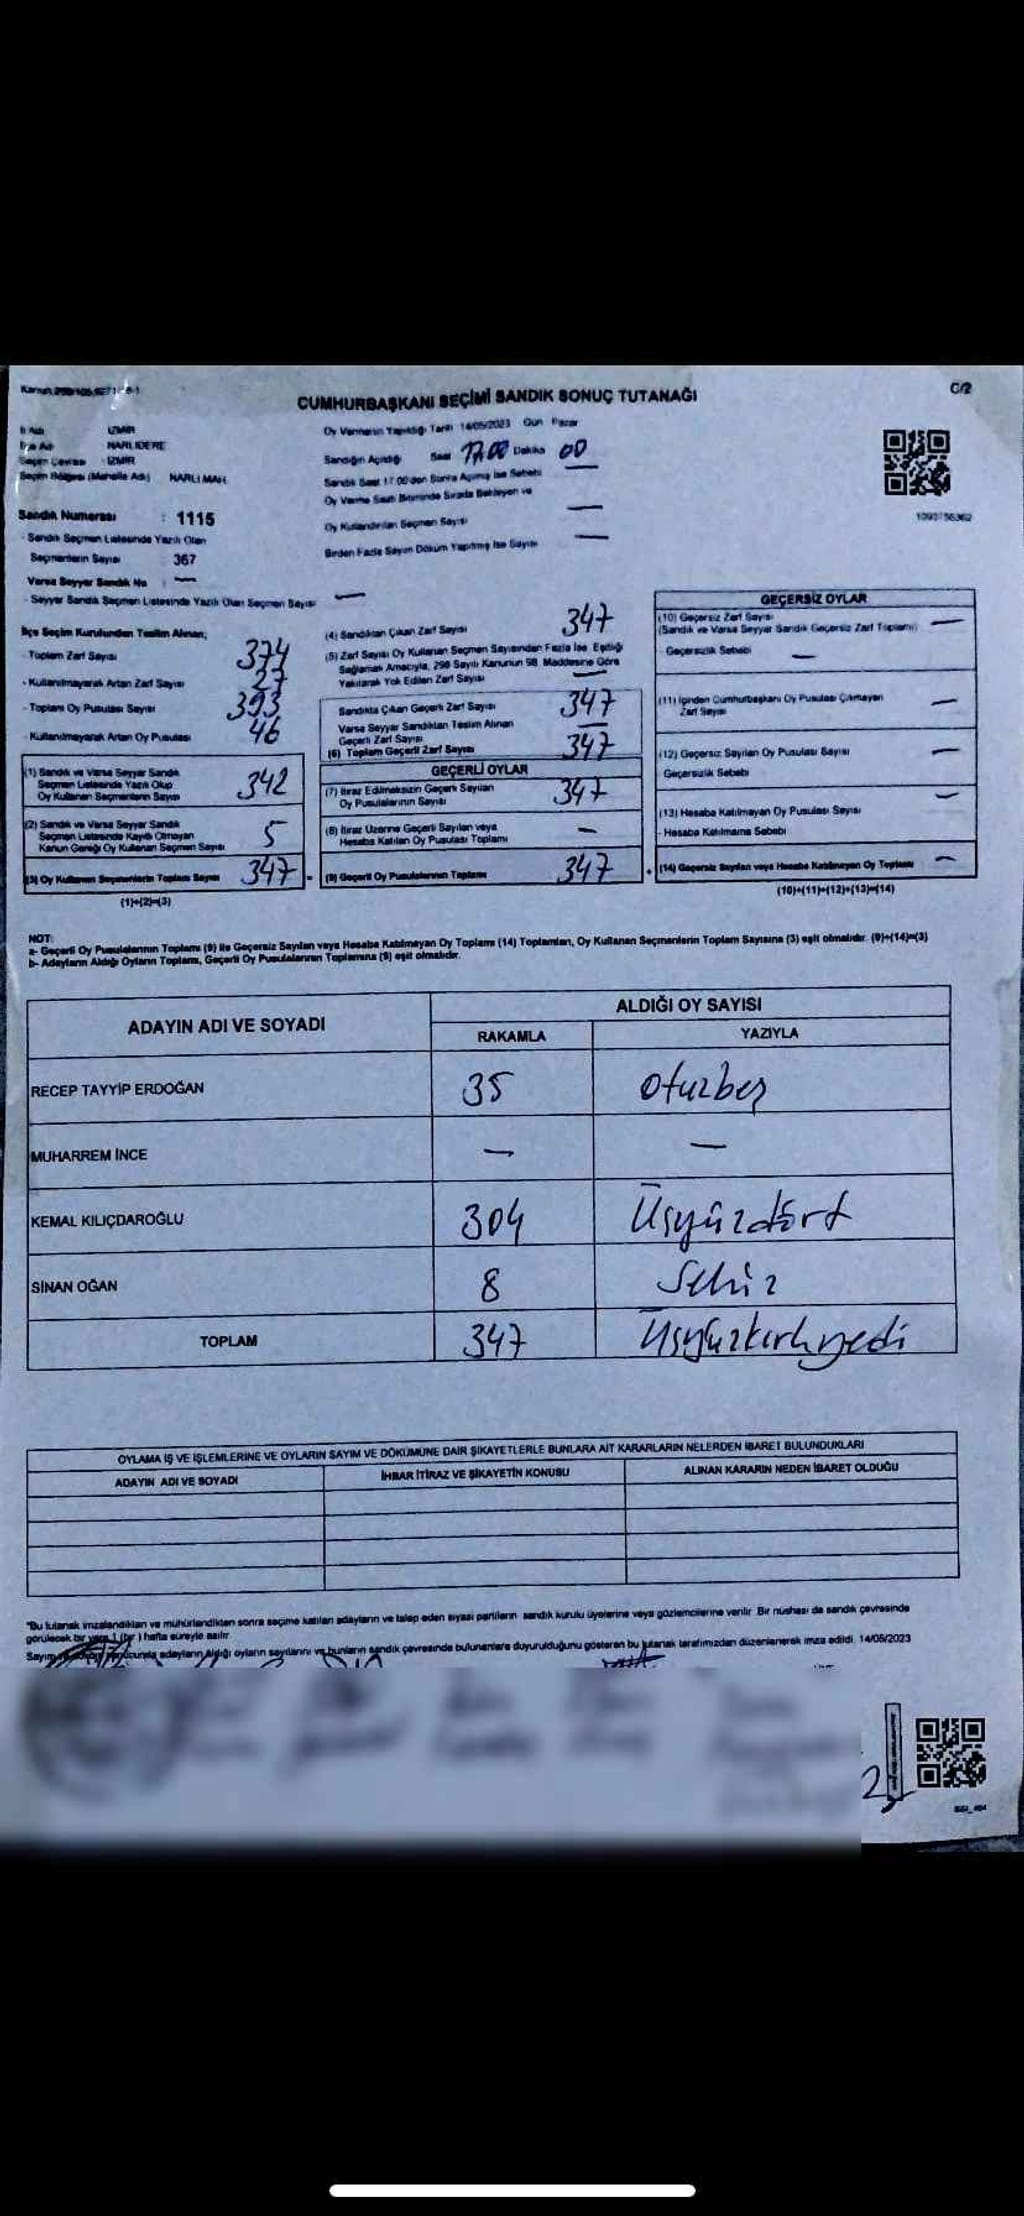 CUMHURBAŞKANI SEÇİMİ SANDIK SONUÇ TUTANAĞI
C/2
İl Adı İZMİR
İlçe Adı NARLIDERE
Seçim Çevresi : İZMİR
Seçim Bölgesi (Mahalle Adı) NARLI MAH.
Sandık Numarası : 1115
- Sandık Seçmen Listesinde Yazılı Olan
Seçmenlerin Sayısı : 367
Varsa Seyyar Sandık No : —
- Seyyar Sandık Seçmen Listesinde Yazılı Olan Seçmen Sayısı —
Oy Vermenin Yapıldığı Tarih 14/05/2023 Gün Pazar
Sandığın Açıldığı Saat 17.00 Dakika 00
Sandık Saat 17:00'den Sonra Açılmış İse Sebebi —
Oy Verme Saati Bitiminde Sırada Bekleyen ve
Oy Kullandırılan Seçmen Sayısı —
Birden Fazla Sayım Döküm Yapılmış İse Sayısı —
İlçe Seçim Kurulundan Teslim Alınan;
- Toplam Zarf Sayısı 374
- Kullanılmayarak Artan Zarf Sayısı 27
- Toplam Oy Pusulası Sayısı 393
- Kullanılmayarak Artan Oy Pusulası 46
(1) Sandık ve Varsa Seyyar Sandık
Seçmen Listesinde Yazılı Olup
Oy Kullanan Seçmenlerin Sayısı 342
(2) Sandık ve Varsa Seyyar Sandık
Seçmen Listesinde Kayıtlı Olmayan
Kanun Gereği Oy Kullanan Seçmen Sayısı 5
(3) Oy Kullanan Seçmenlerin Toplam Sayısı 347 =
(1)+(2)=(3)
(4) Sandıktan Çıkan Zarf Sayısı 347
(5) Zarf Sayısı Oy Kullanan Seçmen Sayısından Fazla İse, Eşitliği
Sağlamak Amacıyla, 298 Sayılı Kanunun 98. Maddesine Göre
Yakılarak Yok Edilen Zarf Sayısı —
Sandıkta Çıkan Geçerli Zarf Sayısı 347
Varsa Seyyar Sandıktan Teslim Alınan
Geçerli Zarf Sayısı —
(6) Toplam Geçerli Zarf Sayısı 347
GEÇERLİ OYLAR
(7) İtiraz Edilmeksizin Geçerli Sayılan
Oy Pusulalarının Sayısı 347
(8) İtiraz Üzerine Geçerli Sayılan veya
Hesaba Katılan Oy Pusulası Toplamı —
(9) Geçerli Oy Pusulalarının Toplamı 347 +
GEÇERSİZ OYLAR
(10) Geçersiz Zarf Sayısı
(Sandık ve Varsa Seyyar Sandık Geçersiz Zarf Toplamı) —
- Geçersizlik Sebebi —
(11) İçinden Cumhurbaşkanı Oy Pusulası Çıkmayan
Zarf Sayısı —
(12) Geçersiz Sayılan Oy Pusulası Sayısı —
- Geçersizlik Sebebi
(13) Hesaba Katılmayan Oy Pusulası Sayısı —
- Hesaba Katılmama Sebebi
(14) Geçersiz Sayılan veya Hesaba Katılmayan Oy Toplamı —
(10)+(11)+(12)+(13)=(14)
NOT:
a- Geçerli Oy Pusulalarının Toplamı (9) ile Geçersiz Sayılan veya Hesaba Katılmayan Oy Toplamı (14) Toplamları, Oy Kullanan Seçmenlerin Toplam Sayısına (3) eşit olmalıdır. (9)+(14)=(3)
b- Adayların Aldığı Oyların Toplamı, Geçerli Oy Pusulalarının Toplamına (9) eşit olmalıdır.
ADAYIN ADI VE SOYADI
ALDIĞI OY SAYISI
RAKAMLA YAZIYLA
RECEP TAYYİP ERDOĞAN 35 Otuzbeş
MUHARREM İNCE — —
KEMAL KILIÇDAROĞLU 304 Üçyüzdört
SİNAN OĞAN 8 Sekiz
TOPLAM 347 Üçyüzkırkyedi
OYLAMA İŞ VE İŞLEMLERİNE VE OYLARIN SAYIM VE DÖKÜMÜNE DAİR ŞİKAYETLERLE BUNLARA AİT KARARLARIN NELERDEN İBARET BULUNDUKLARI
ADAYIN ADI VE SOYADI İHBAR İTİRAZ VE ŞİKAYETİN KONUSU ALINAN KARARIN NEDEN İBARET OLDUĞU
"Bu tutanak imzalandıktan ve mühürlendikten sonra seçime katılan adayların ve talep eden siyasi partilerin sandık kurulu üyelerine veya gözlemcilerine verilir. Bir nüshası da sandık çevresinde
görülecek bir yere 1 (bir) hafta süreyle asılır.
sonucunda adayların aldığı oyların sayılarını ve bunların sandık çevresinde bulunanlara duyurulduğunu gösteren bu tutanak tarafımızdan düzenlenerek imza edildi. 14/05/2023